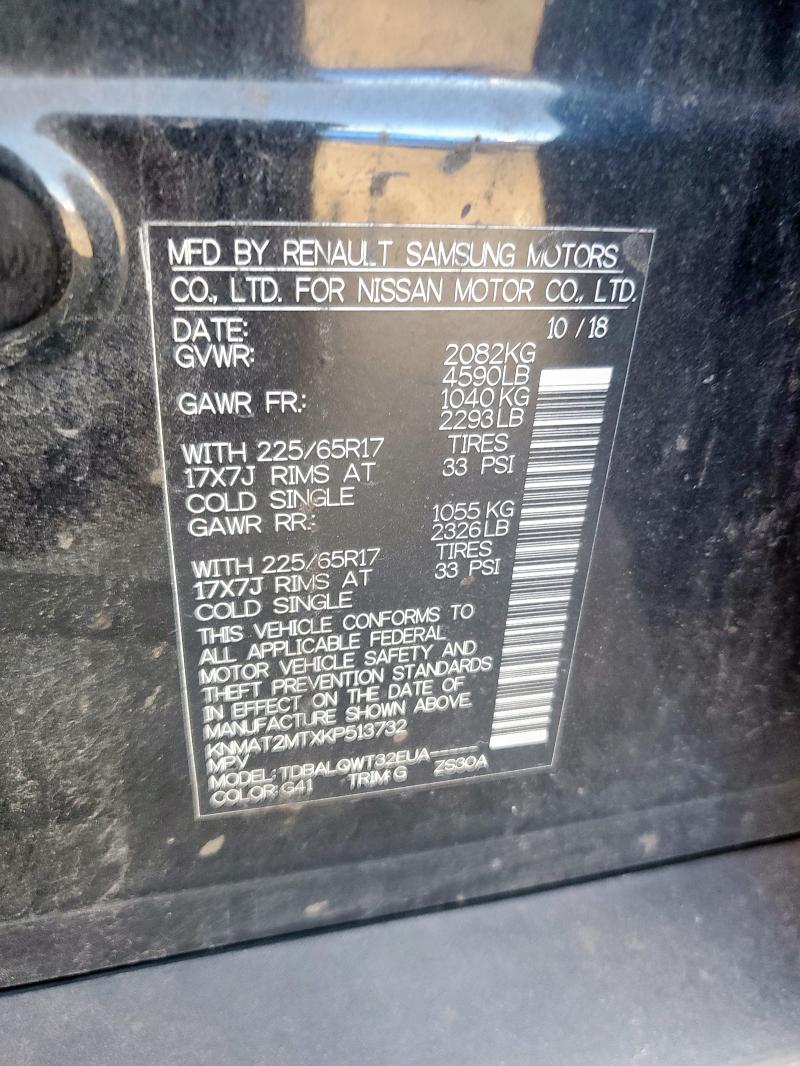 MFD BY RENAULT SAMSUNG MOTORS
CO., LTD. FOR NISSAN MOTOR CO., LTD.
DATE: 10 / 18
GVWR: 2082KG
4590LB
GAWR FR.: 1040 KG
2293LB
WITH 225/65R17 TIRES
17X7J RIMS AT 33 PSI
COLD SINGLE
GAWR RR.: 1055 KG
2326LB
WITH 225/65R17 TIRES
17X7J RIMS AT 33 PSI
COLD SINGLE
THIS VEHICLE CONFORMS TO
ALL APPLICABLE FEDERAL
MOTOR VEHICLE SAFETY AND
THEFT PREVENTION STANDARDS
IN EFFECT ON THE DATE OF
MANUFACTURE SHOWN ABOVE.
KNMAT2MTXKP513732
MPV
MODEL: TDBALQWT32EUA------
COLOR: G41 TRIM: G ZS30A